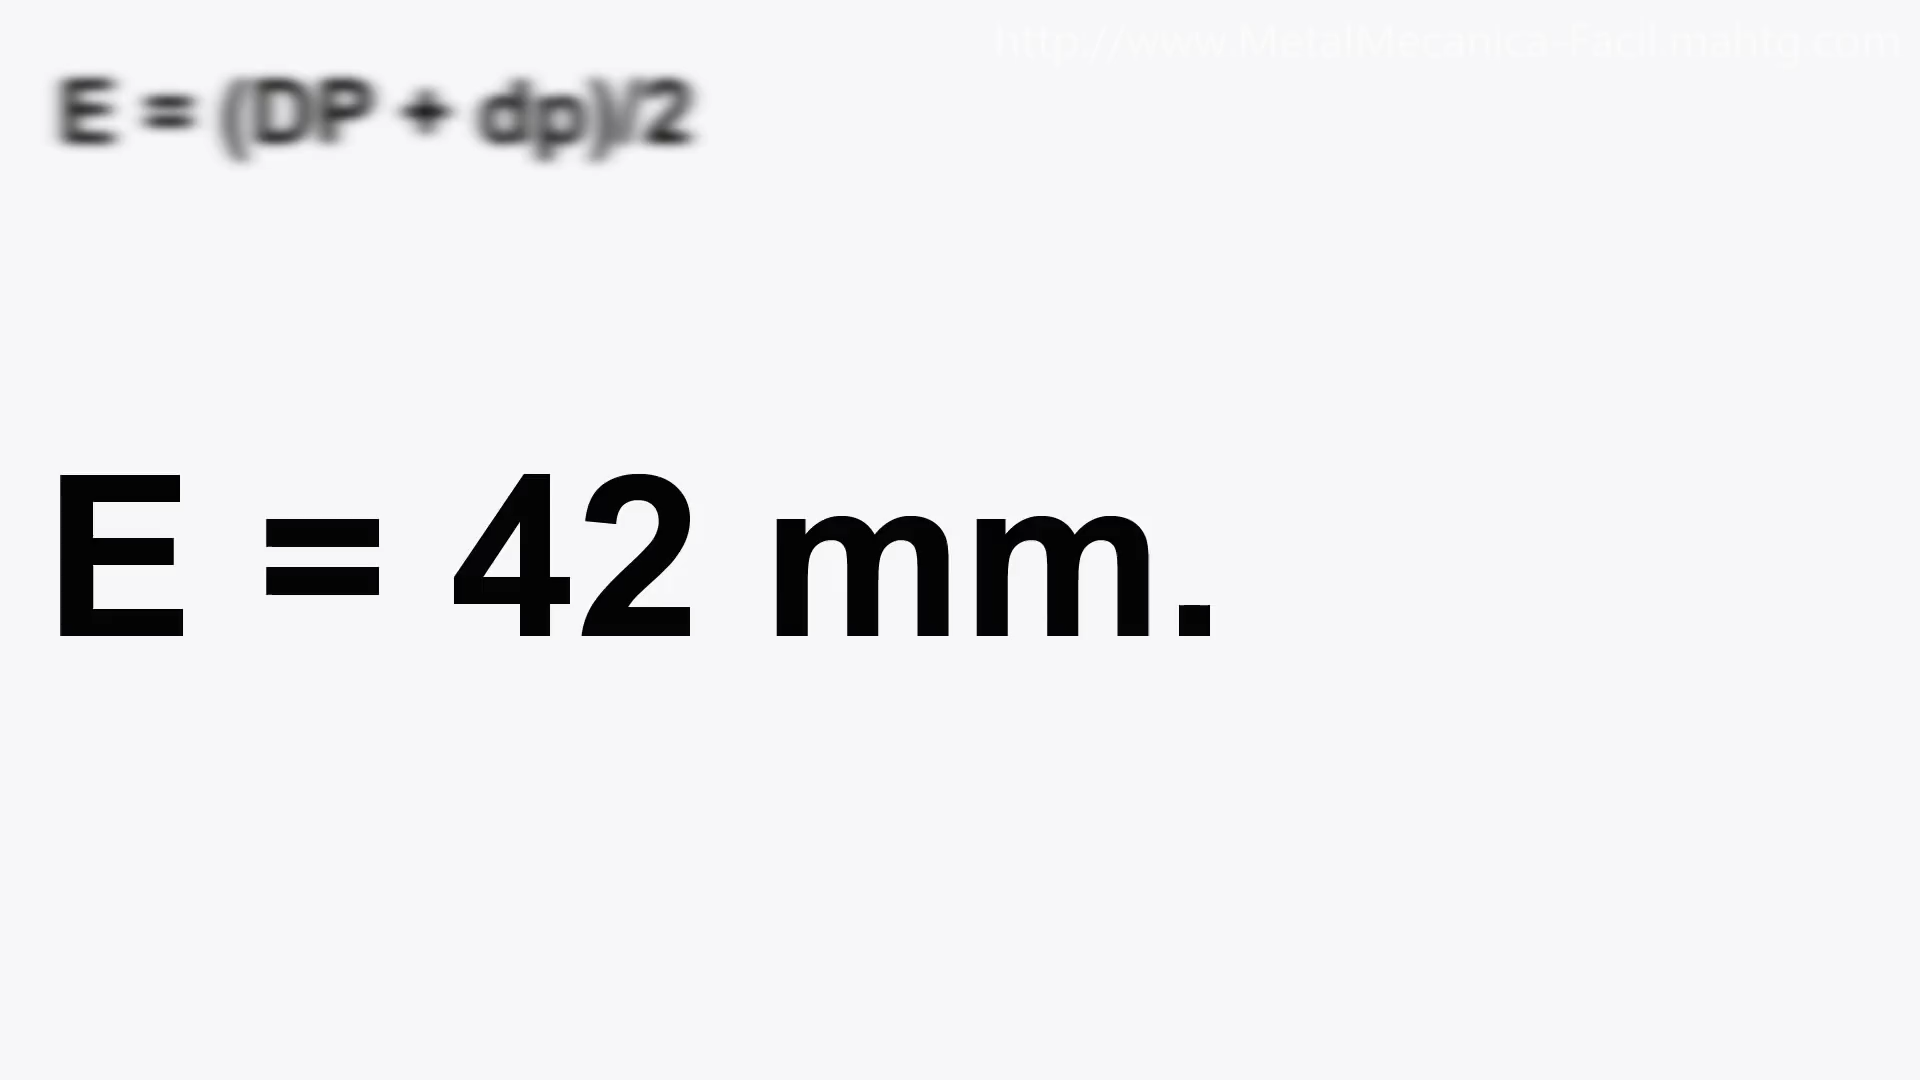 http://www.MetalMecanica-Facil.mahtg.com
E = (DP + dp)/2
E = 42 mm.